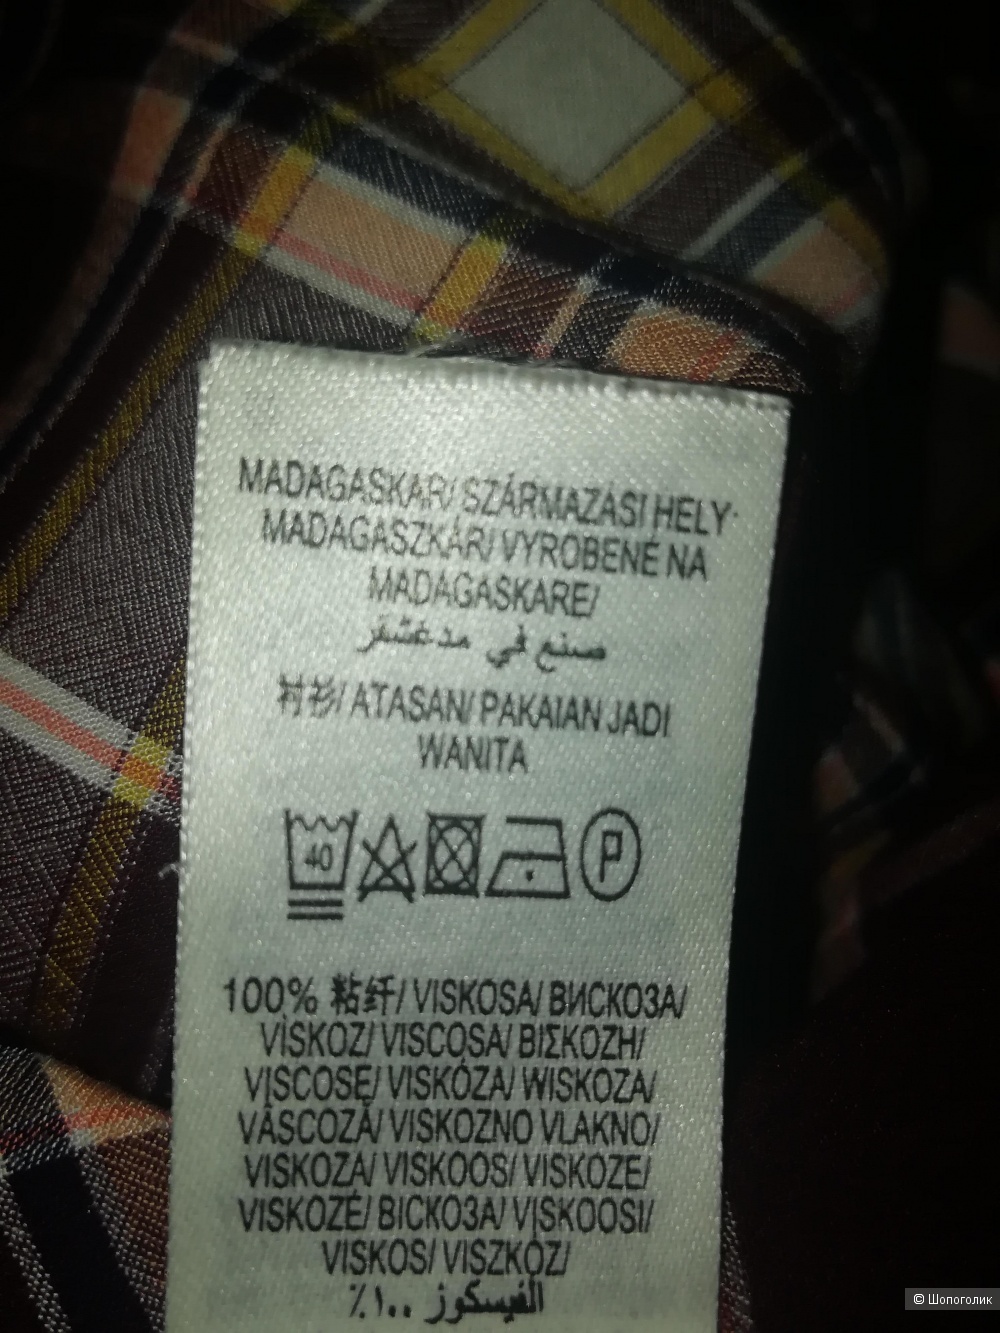 MADAGASKAR/ SZÁRMAZÁSI HELY-
MADAGASZKÁR/ VYROBENÉ NA
MADAGASKARE/
صنع في مدغشقر
衬衫/ ATASAN/ PAKAIAN JADI
WANITA
40
P
100% 粘纤/ VISKOSA/ ВИСКОЗА/
VİSKOZ/ VISCOSA/ ΒΙΣΚΟΖΗ/
VISCOSE/ VISKÓZA/ WISKOZA/
VÂSCOZĂ/ VISKOZNO VLAKNO/
VISKOZA/ VISKOOS/ VISKOZE/
VISKOZĖ/ ВІСКОЗА/ VISKOOSI/
VISKOS/ VISZKÓZ/
الفيسكوز ١٠٠٪
© Шопоголик